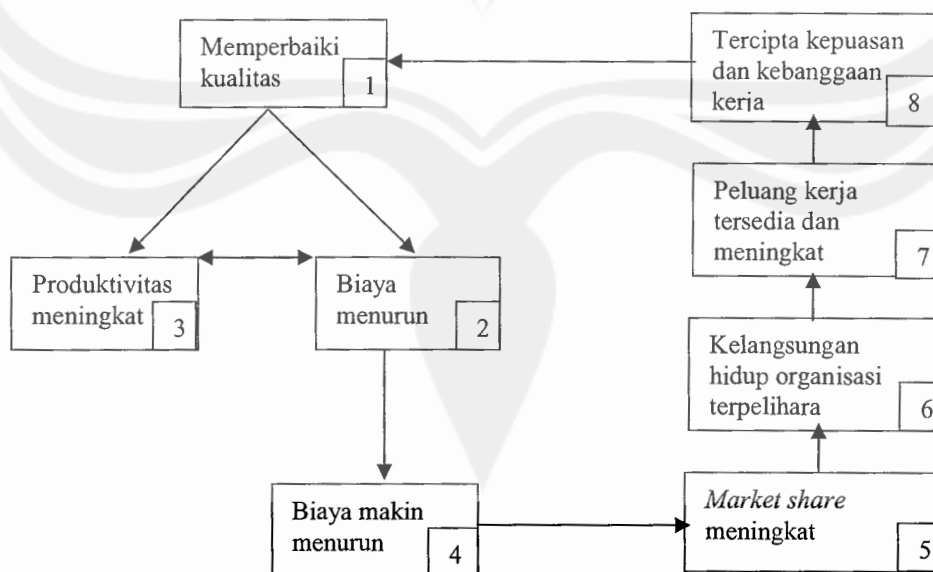 Memperbaiki
kualitas
1
Tercipta kepuasan
dan kebanggaan
kerja
8
Peluang kerja
tersedia dan
meningkat
7
Produktivitas
meningkat
3
Biaya
menurun
2
Kelangsungan
hidup organisasi
terpelihara
6
Biaya makin
menurun
4
Market share
meningkat
5